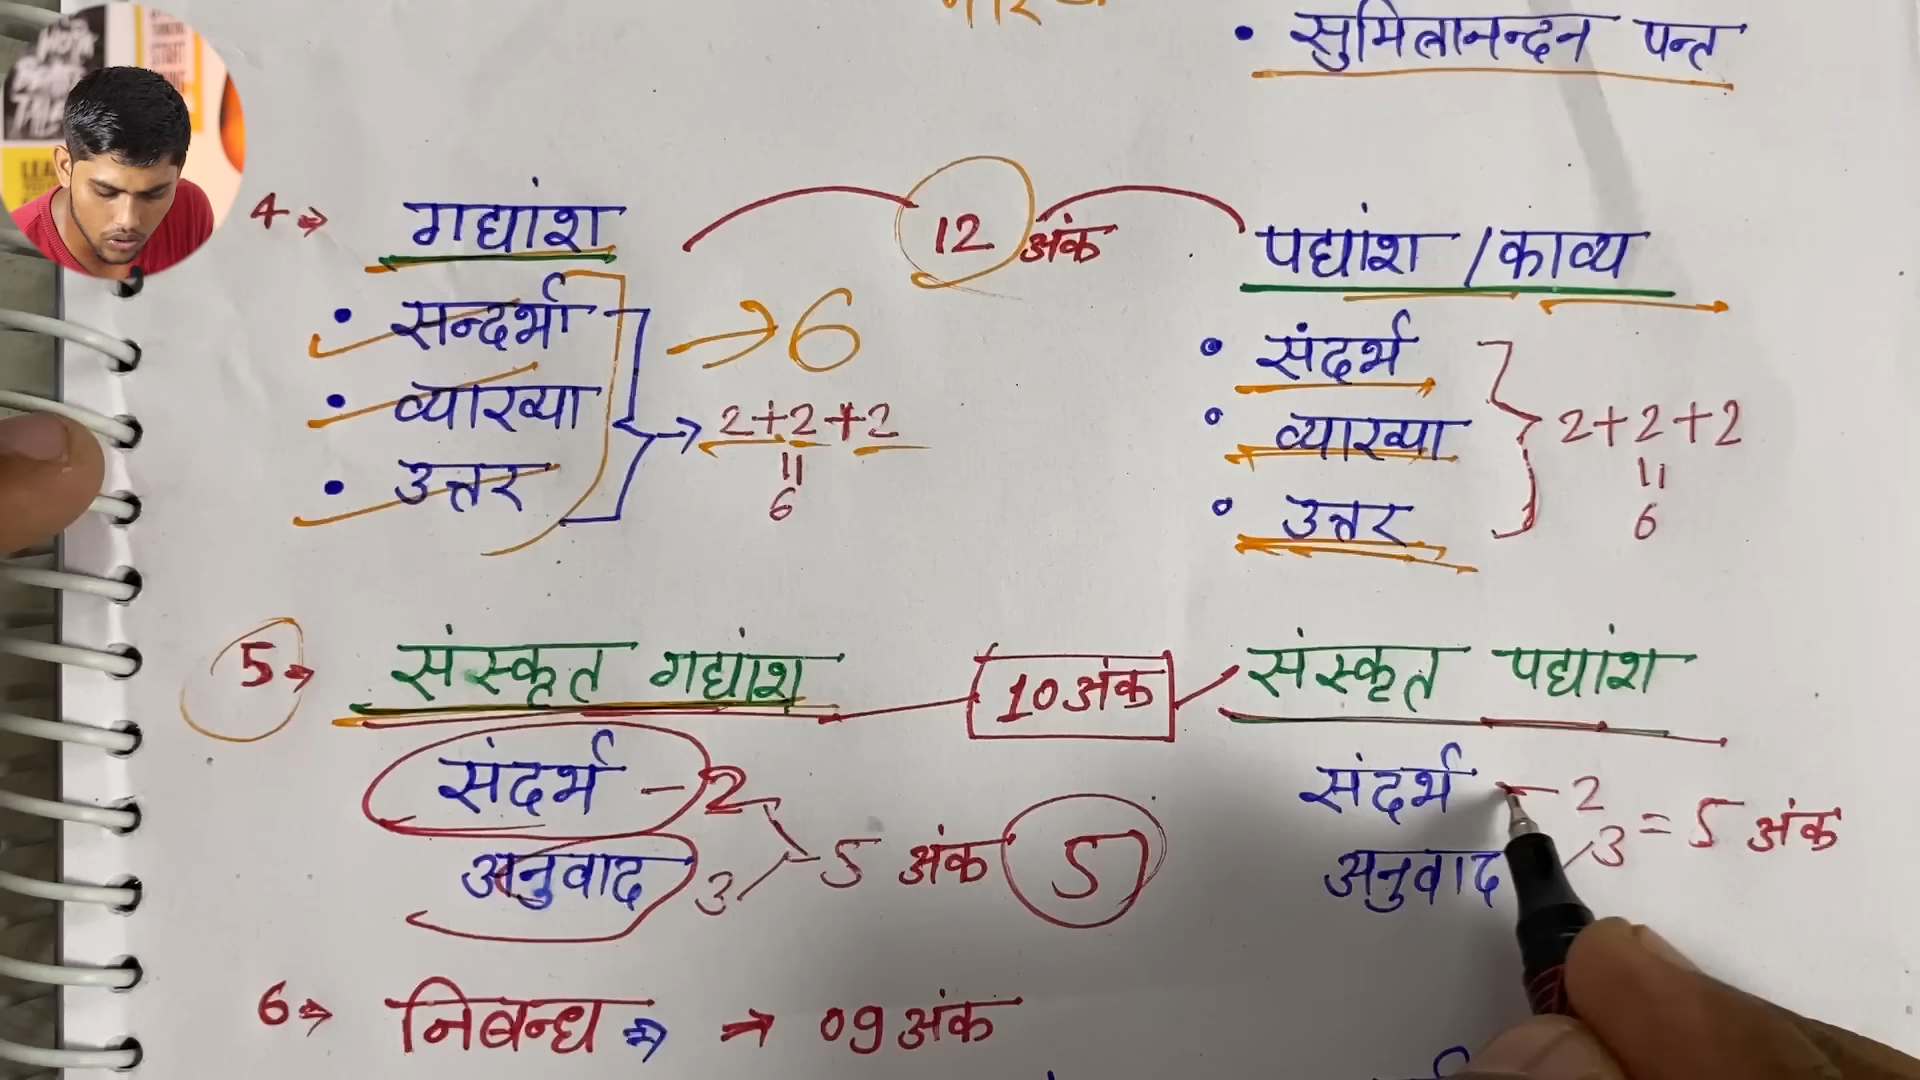 • सुमित्रानन्दन पन्त
4→ गद्यांश 12 अंक पद्यांश / काव्य
• सन्दर्भ • संदर्भ
→ 6
• व्याख्या • व्याख्या
→ 2+2+2 2+2+2
॥ ॥
6 6
• उत्तर • उत्तर
5→ संस्कृत गद्यांश 10 अंक संस्कृत पद्यांश
संदर्भ - 2 संदर्भ - 2
अनुवाद 3 - 5 अंक 5 अनुवाद 3 = 5 अंक
6→ निबन्ध → → 09 अंक